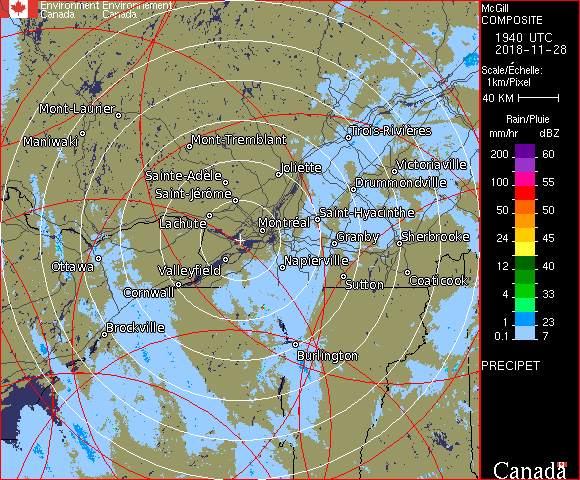 Environment Environnement
Canada Canada
McGill
COMPOSITE
1940 UTC
2018-11-28
Scale/Échelle:
1km/Pixel
40 KM
Rain/Pluie
mm/hr dBZ
200 60
100 55
50 50
24 45
12 40
4 33
1 23
0.1 7
PRECIPET
Canada
Mont-Laurier
Maniwaki
Mont-Tremblant
Trois-Rivières
Sainte-Adèle
Joliette
Victoriaville
Saint-Jérôme
Drummondville
Lachute
Montréal
Saint-Hyacinthe
Granby
Sherbrooke
Ottawa
Valleyfield
Napierville
Cornwall
Sutton
Coaticook
Brockville
Burlington